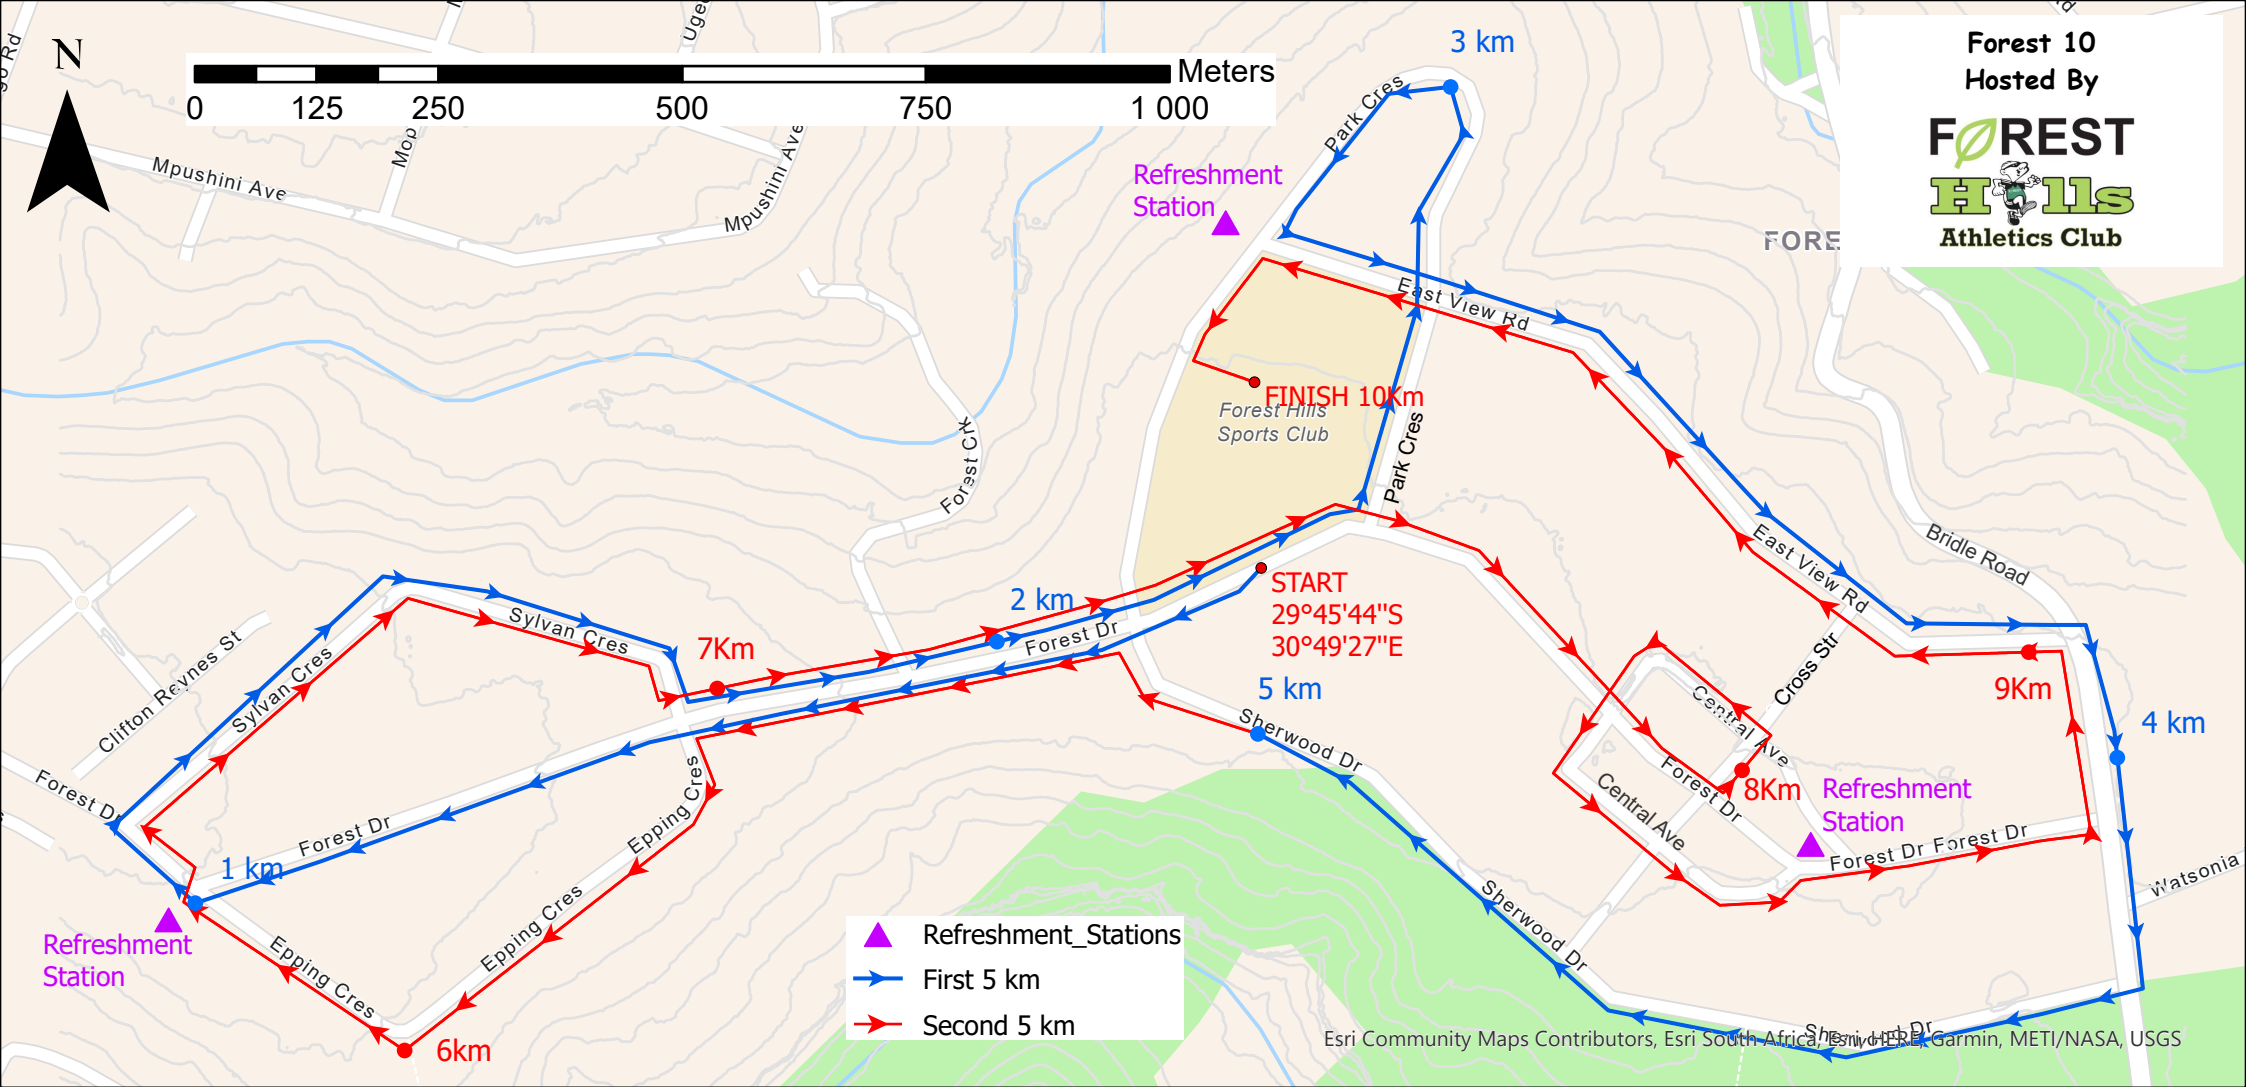 N
Meters
0 125 250 500 750 1 000
3 km
Forest 10
Hosted By
FOREST
Hills
Athletics Club
Mpushini Ave
Mpushini Ave
Park Cres
Refreshment
Station
FORE
East View Rd
FINISH 10Km
Forest Hills
Sports Club
Park Cres
Forest Crk
East View Rd
Bridle Road
START
29°45'44"S
30°49'27"E
2 km
Forest Dr
7Km
Sylvan Cres
Sylvan Cres
Clifton Reynes St
Cross Str
5 km
Sherwood Dr
Central Ave
9Km
4 km
Forest Dr
Forest Dr
8Km
Refreshment
Station
Central Ave
Forest Dr
Forest Dr Forest Dr
Epping Cres
Epping Cres
1 km
Watsonia
Sherwood Dr
Refreshment
Station
Epping Cres
6km
Refreshment_Stations
First 5 km
Second 5 km
Sherwood Dr
Esri Community Maps Contributors, Esri South Africa, Esri, HERE, Garmin, METI/NASA, USGS